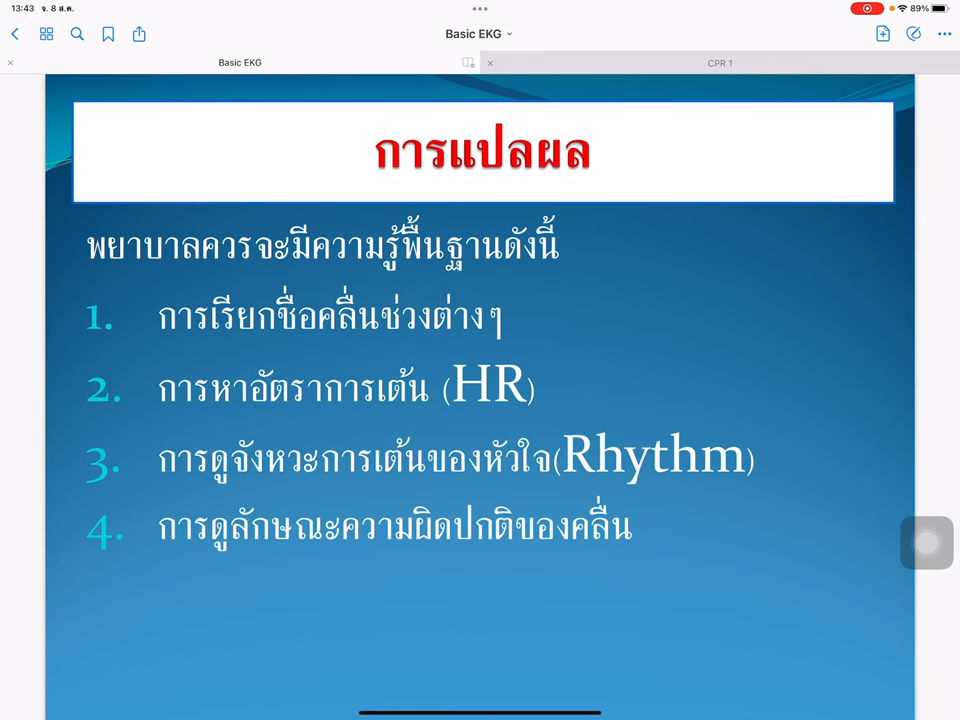 13:43 จ. 8 ส.ค.
89%
Basic EKG
Basic EKG
CPR 1
การแปลผล
พยาบาลควรจะมีความรู้พื้นฐานดังนี้
1. การเรียกชื่อคลื่นช่วงต่างๆ
2. การหาอัตราการเต้น (HR)
3. การดูจังหวะการเต้นของหัวใจ(Rhythm)
4. การดูลักษณะความผิดปกติของคลื่น